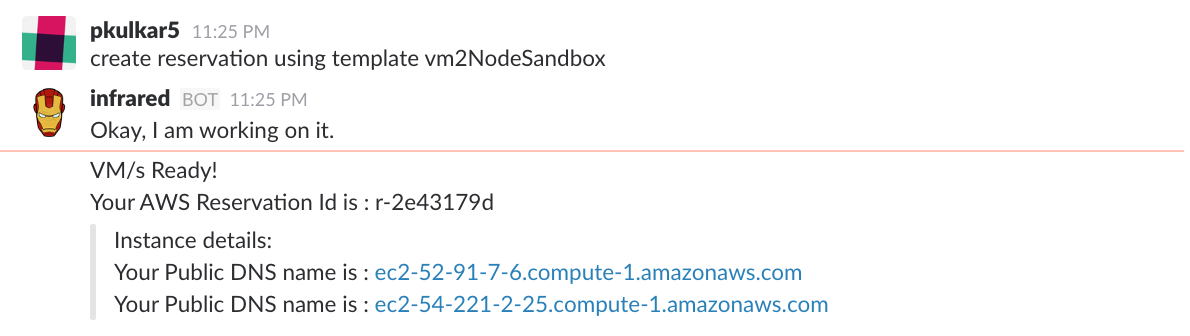 pkulkar5 11:25 PM
create reservation using template vm2NodeSandbox
infrared BOT 11:25 PM
Okay, I am working on it.
VM/s Ready!
Your AWS Reservation Id is : r-2e43179d
Instance details:
Your Public DNS name is : ec2-52-91-7-6.compute-1.amazonaws.com
Your Public DNS name is : ec2-54-221-2-25.compute-1.amazonaws.com